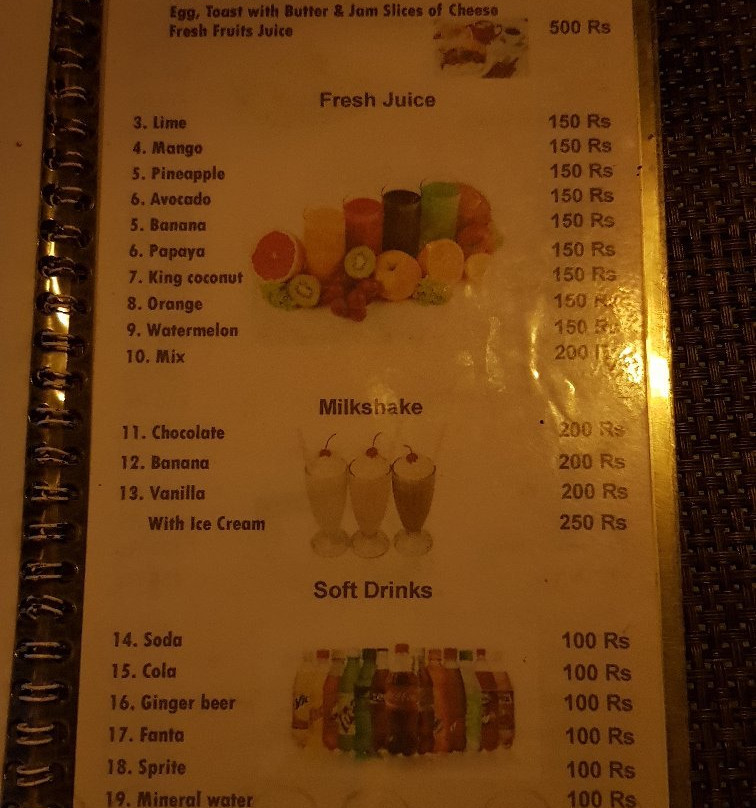 Egg, Toast with Butter & Jam Slices of Cheese
Fresh Fruits Juice 500 Rs
Fresh Juice
3. Lime 150 Rs
4. Mango 150 Rs
5. Pineapple 150 Rs
6. Avocado 150 Rs
5. Banana 150 Rs
6. Papaya 150 Rs
7. King coconut 150 Rs
8. Orange 150 Rs
9. Watermelon 150 Rs
10. Mix 200
Milkshake
11. Chocolate 200 Rs
12. Banana 200 Rs
13. Vanilla 200 Rs
With Ice Cream 250 Rs
Soft Drinks
14. Soda 100 Rs
15. Cola 100 Rs
16. Ginger beer 100 Rs
17. Fanta 100 Rs
18. Sprite 100 Rs
19. Mineral water 100 Rs